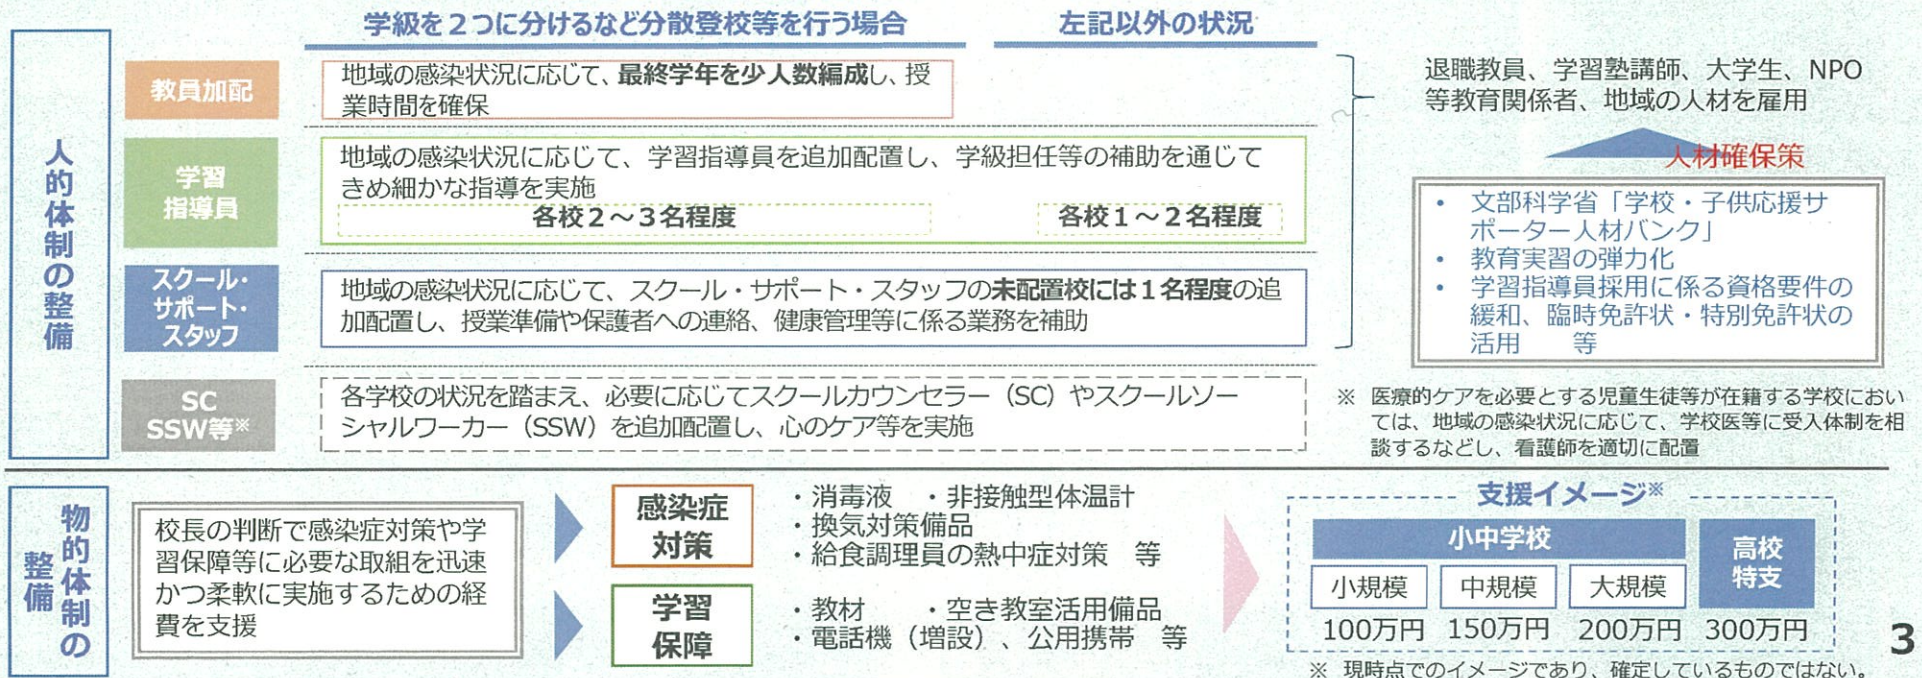 学級を２つに分けるなど分散登校等を行う場合
左記以外の状況
人的体制の整備
教員加配
地域の感染状況に応じて、最終学年を少人数編成し、授
業時間を確保
学習
指導員
地域の感染状況に応じて、学習指導員を追加配置し、学級担任等の補助を通じて
きめ細かな指導を実施
各校２～３名程度
各校１～２名程度
スクール・
サポート・
スタッフ
地域の感染状況に応じて、スクール・サポート・スタッフの未配置校には１名程度の追
加配置し、授業準備や保護者への連絡、健康管理等に係る業務を補助
SC
SSW等※
各学校の状況を踏まえ、必要に応じてスクールカウンセラー（SC）やスクールソー
シャルワーカー（SSW）を追加配置し、心のケア等を実施
退職教員、学習塾講師、大学生、NPO
等教育関係者、地域の人材を雇用
人材確保策
• 文部科学省「学校・子供応援サ
ポーター人材バンク」
• 教育実習の弾力化
• 学習指導員採用に係る資格要件の
緩和、臨時免許状・特別免許状の
活用　等
※ 医療的ケアを必要とする児童生徒等が在籍する学校におい
ては、地域の感染状況に応じて、学校医等に受入体制を相
談するなどし、看護師を適切に配置
物的体制の
整備
校長の判断で感染症対策や学
習保障等に必要な取組を迅速
かつ柔軟に実施するための経
費を支援
感染症
対策
・消毒液　・非接触型体温計
・換気対策備品
・給食調理員の熱中症対策　等
学習
保障
・教材　・空き教室活用備品
・電話機（増設）、公用携帯　等
支援イメージ※
小中学校
高校
特支
小規模 中規模 大規模
100万円 150万円 200万円 300万円
※ 現時点でのイメージであり、確定しているものではない。
3